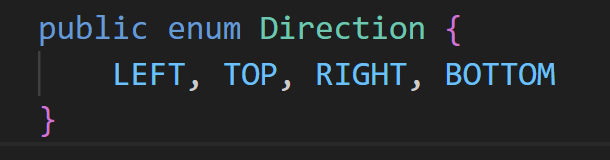 public enum Direction {
    LEFT, TOP, RIGHT, BOTTOM
}